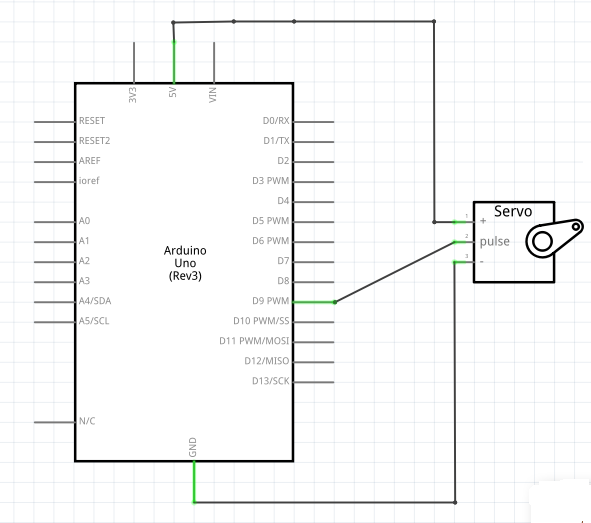 3V3
5V
VIN
RESET
RESET2
AREF
ioref
A0
A1
A2
A3
A4/SDA
A5/SCL
N/C
Arduino
Uno
(Rev3)
D0/RX
D1/TX
D2
D3 PWM
D4
D5 PWM
D6 PWM
D7
D8
D9 PWM
D10 PWM/SS
D11 PWM/MOSI
D12/MISO
D13/SCK
GND
Servo
1
+
2
pulse
3
-